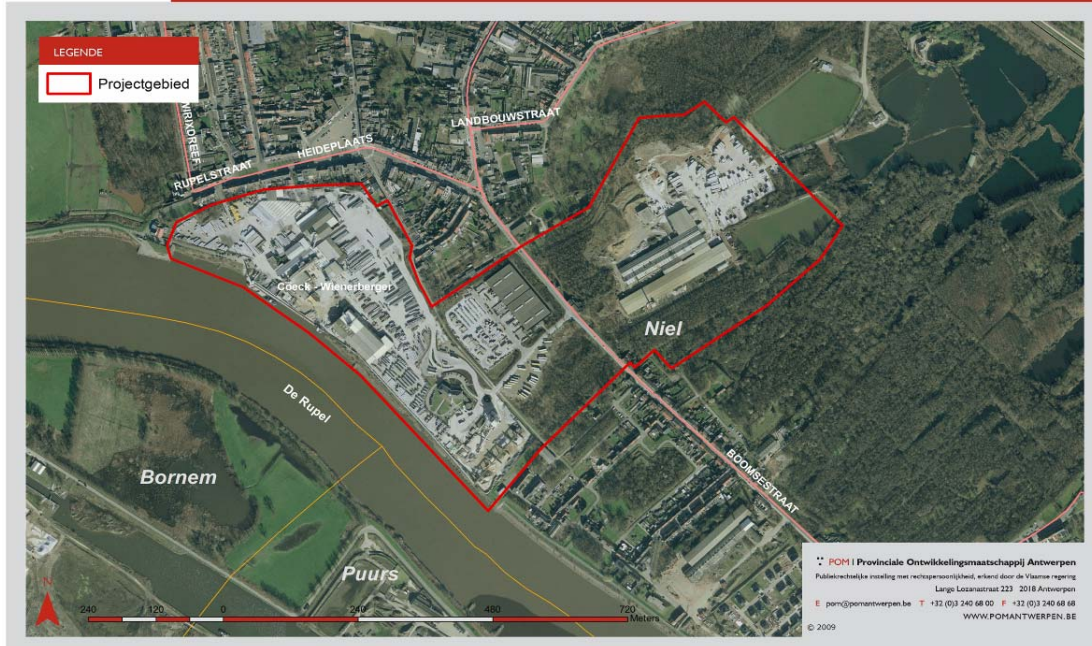 LEGENDE
Projectgebied
WIRIXDREEF
RUPELSTRAAT
HEIDEPLAATS
LANDBOUWSTRAAT
Coeck - Wienerberger
Niel
De Rupel
Bornem
BOOMSESTRAAT
Puurs
N
240 120 0 240 480 720
Meters
POM | Provinciale Ontwikkelingsmaatschappij Antwerpen
Publiekrechtelijke instelling met rechtspersoonlijkheid, erkend door de Vlaamse regering
Lange Lozanastraat 223 2018 Antwerpen
E pom@pomantwerpen.be T +32 (0)3 240 68 00 F +32 (0)3 240 68 68
WWW.POMANTWERPEN.BE
© 2009